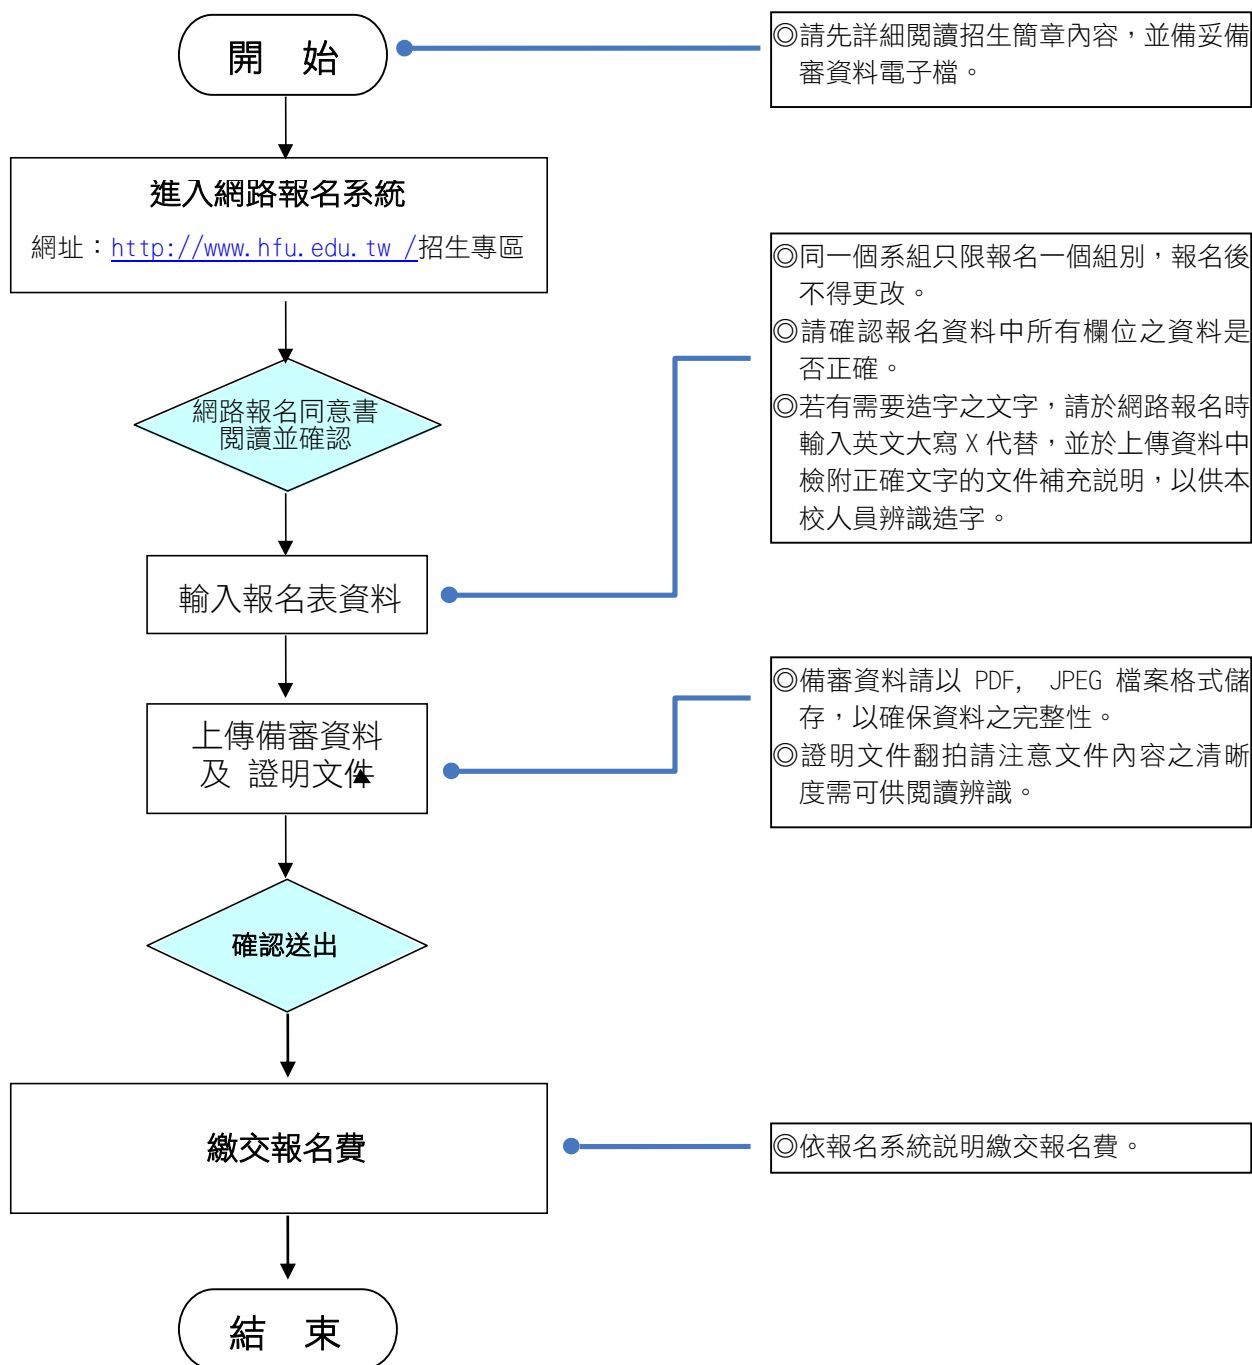 開　始
◎請先詳細閱讀招生簡章內容，並備妥備
審資料電子檔。
進入網路報名系統
網址：http://www.hfu.edu.tw /招生專區
◎同一個系組只限報名一個組別，報名後
不得更改。
◎請確認報名資料中所有欄位之資料是
否正確。
◎若有需要造字之文字，請於網路報名時
輸入英文大寫 X 代替，並於上傳資料中
檢附正確文字的文件補充說明，以供本
校人員辨識造字。
網路報名同意書
閱讀並確認
輸入報名表資料
◎備審資料請以 PDF, JPEG 檔案格式儲
存，以確保資料之完整性。
◎證明文件翻拍請注意文件內容之清晰
度需可供閱讀辨識。
上傳備審資料
及 證明文件
確認送出
繳交報名費
◎依報名系統說明繳交報名費。
結　束